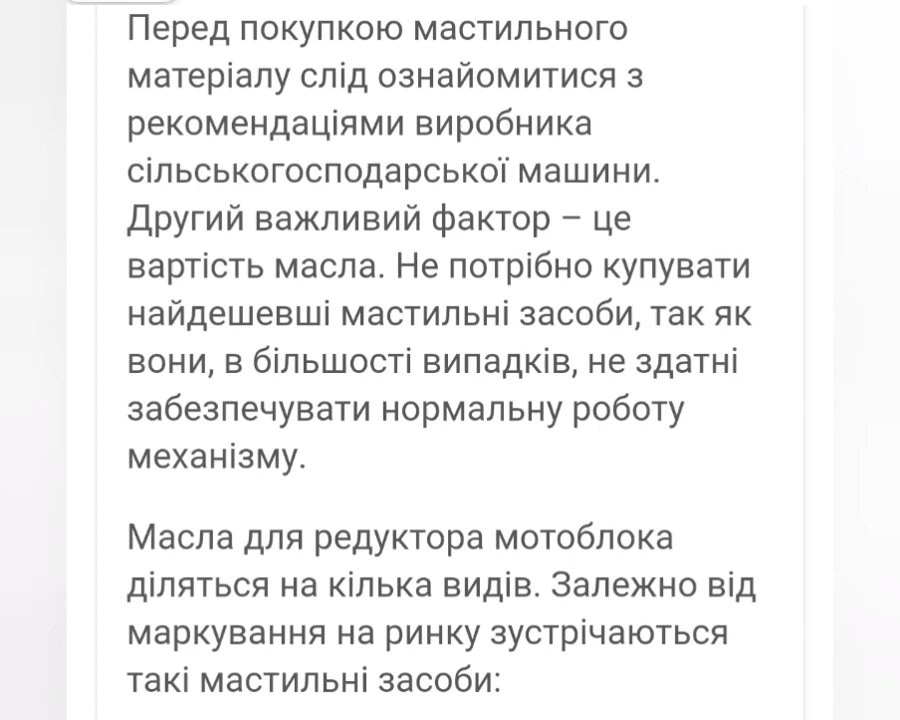 Перед покупкою мастильного
матеріалу слід ознайомитися з
рекомендаціями виробника
сільськогосподарської машини.
Другий важливий фактор – це
вартість масла. Не потрібно купувати
найдешевші мастильні засоби, так як
вони, в більшості випадків, не здатні
забезпечувати нормальну роботу
механізму.
Масла для редуктора мотоблока
діляться на кілька видів. Залежно від
маркування на ринку зустрічаються
такі мастильні засоби: